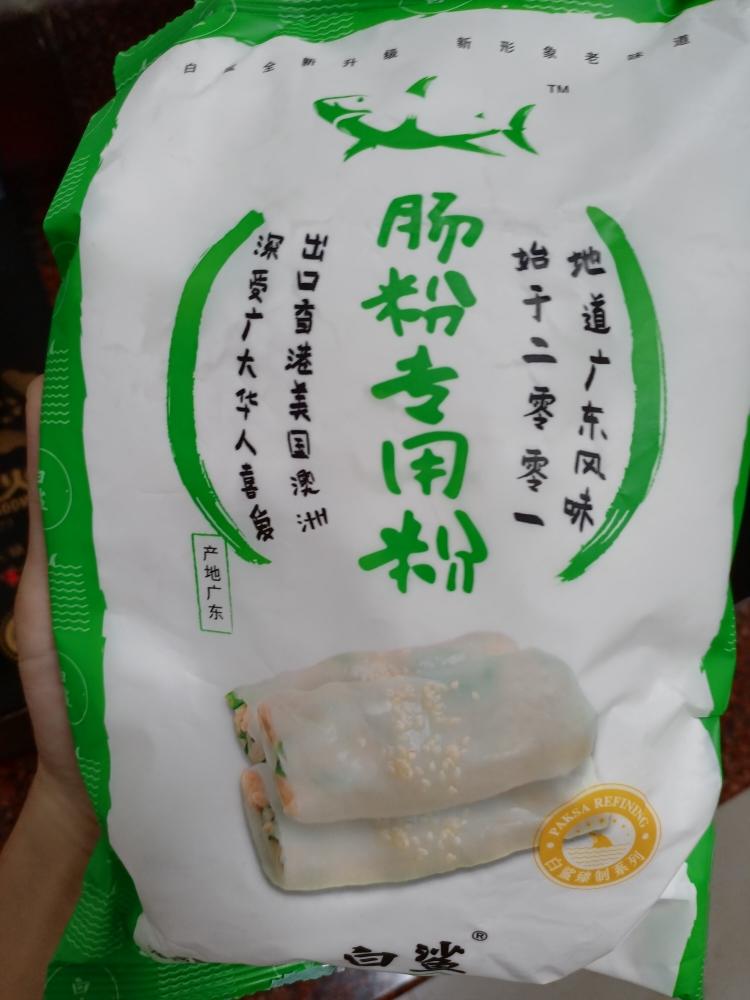 白鲨全新升级 新形象老味道
TM
肠粉专用粉
地道广东风味
始于二零零一
出口香港美国澳洲
深受广大华人喜爱
产地广东
PAKSA REFINING
白鲨臻制系列
白鲨®